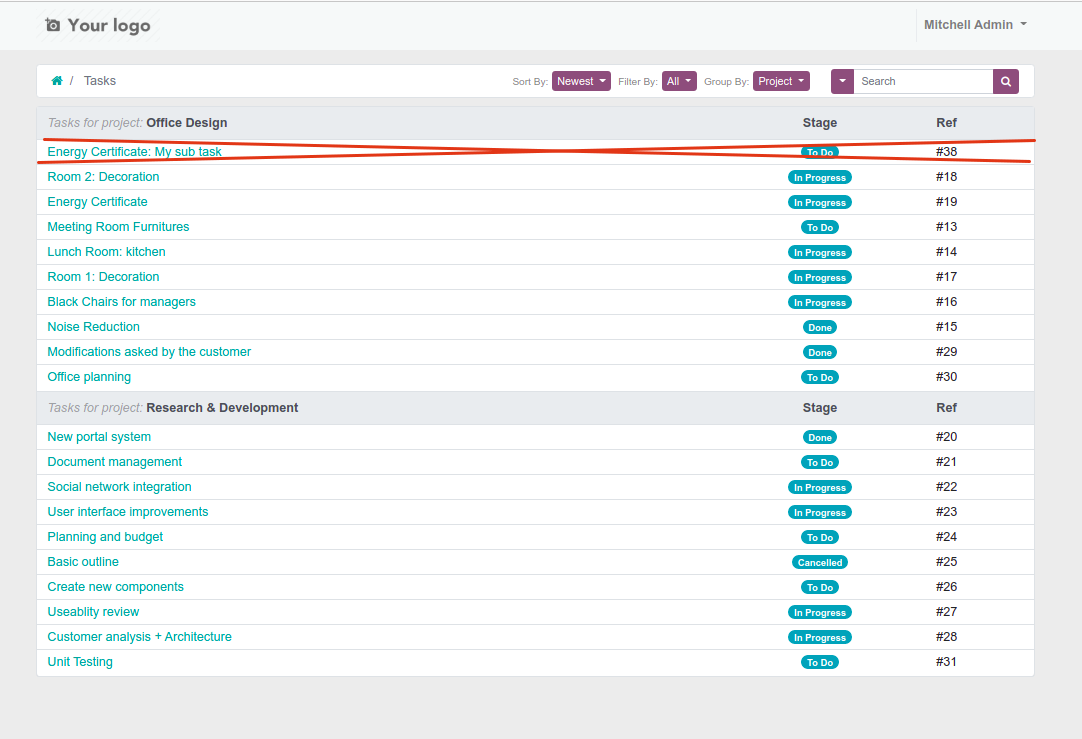 Your logo Mitchell Admin
/ Tasks Sort By: Newest Filter By: All Group By: Project Search
Tasks for project: Office Design Stage Ref
Energy Certificate: My sub task To Do #38
Room 2: Decoration In Progress #18
Energy Certificate In Progress #19
Meeting Room Furnitures To Do #13
Lunch Room: kitchen In Progress #14
Room 1: Decoration In Progress #17
Black Chairs for managers In Progress #16
Noise Reduction Done #15
Modifications asked by the customer Done #29
Office planning To Do #30
Tasks for project: Research & Development Stage Ref
New portal system Done #20
Document management To Do #21
Social network integration In Progress #22
User interface improvements In Progress #23
Planning and budget To Do #24
Basic outline Cancelled #25
Create new components To Do #26
Useablity review In Progress #27
Customer analysis + Architecture In Progress #28
Unit Testing To Do #31